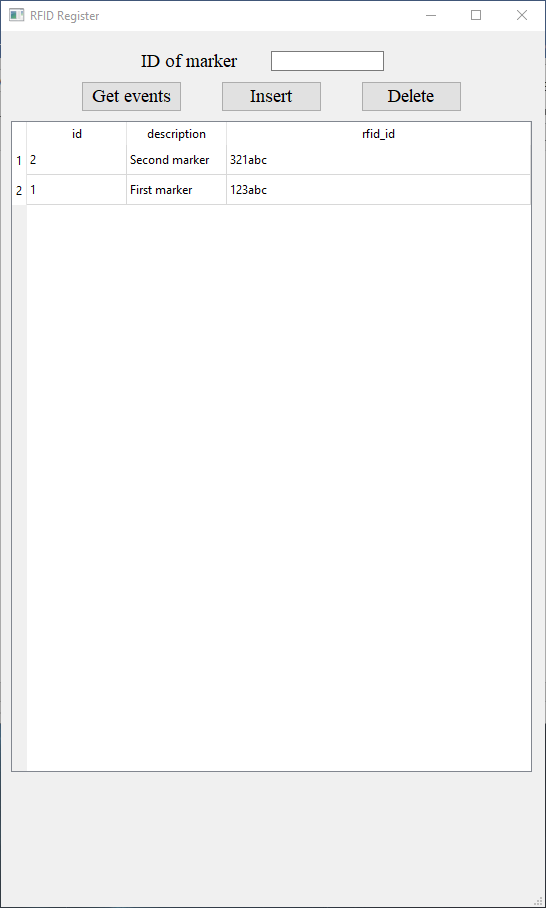 RFID Register
ID of marker
Get events Insert Delete
id description rfid_id
1 2 Second marker 321abc
2 1 First marker 123abc